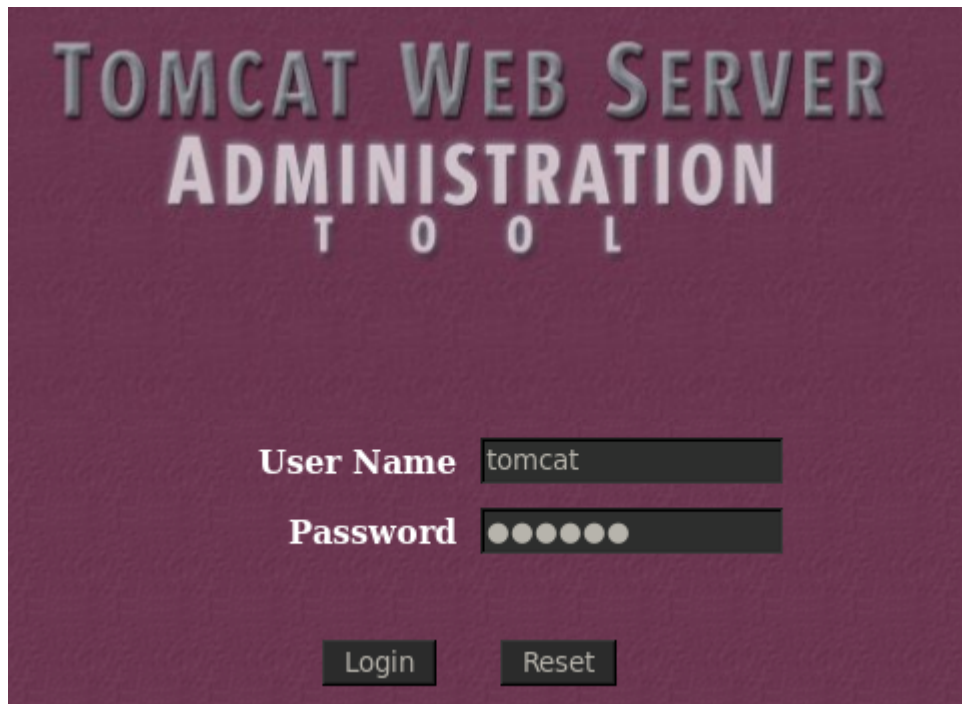 TOMCAT WEB SERVER
ADMINISTRATION
TOOL
User Name tomcat
Password ●●●●●●
Login Reset